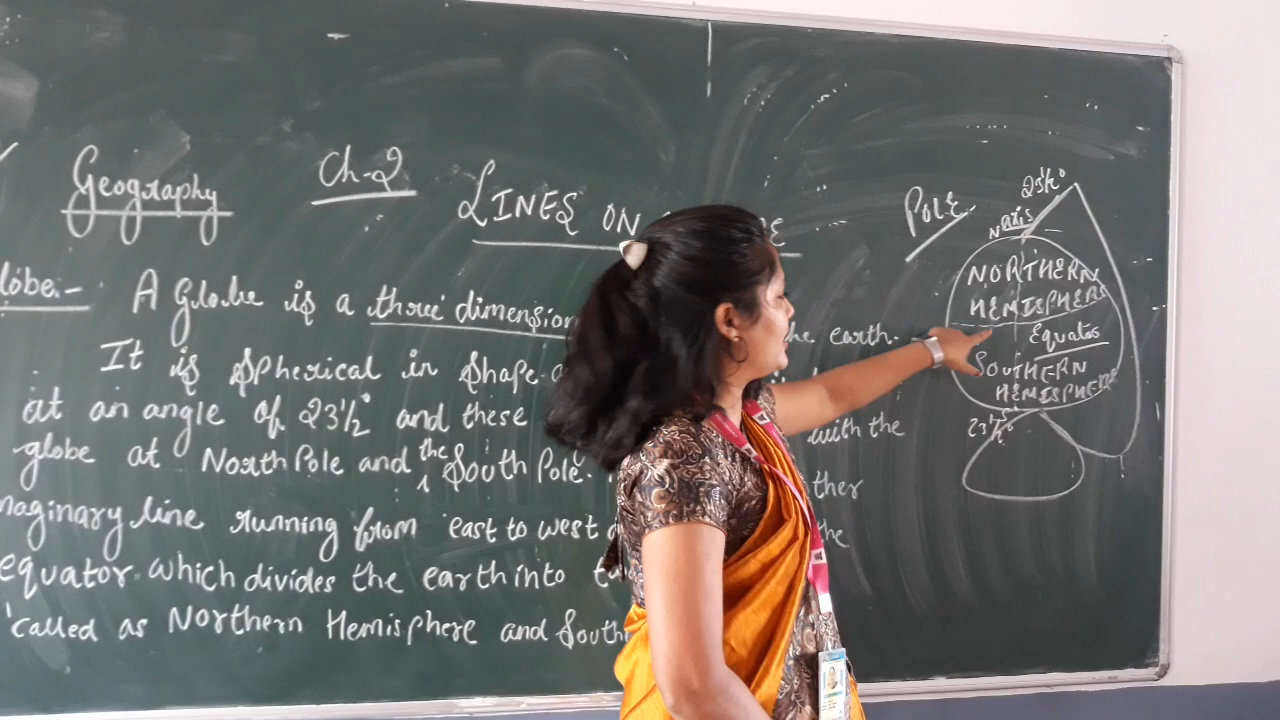 Geography Ch-2 LINES ON
lobe:- A Globe is a three dimension he earth.
It is Spherical in Shape
at an angle of 23½° and these with the
globe at North Pole and the South Pole. ther
maginary line running from east to west the
equator which divides the earth into
called as Northern Hemisphere and South
POLE
23½°
axis
N
NORTHERN
HEMISPHERE
Equator
SOUTHERN
HEMISPHERE
23½°